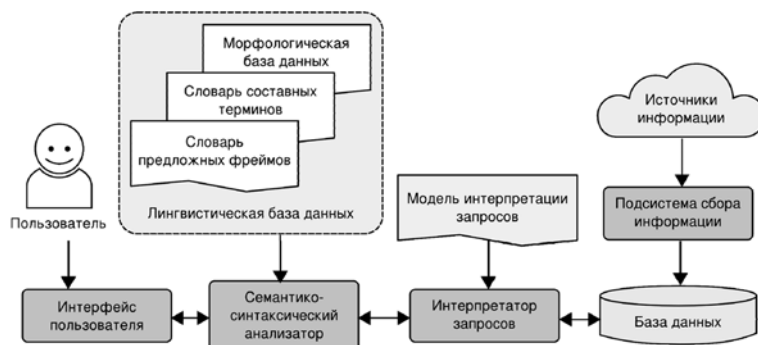 Морфологическая
база данных
Словарь составных
терминов
Словарь
предложных фреймов
Лингвистическая база данных
Пользователь
Модель интерпретации
запросов
Источники
информации
Подсистема сбора
информации
Интерфейс
пользователя
Семантико-
синтаксический
анализатор
Интерпретатор
запросов
База данных